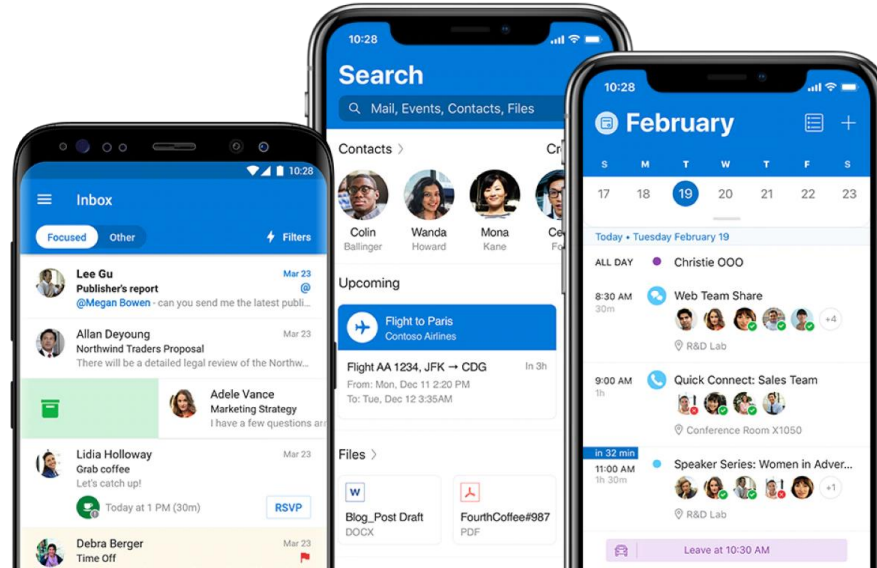 10:28
Inbox
Focused
Other
Filters
Lee Gu
Mar 23
Publisher's report
@
@Megan Bowen - can you send me the latest publi...
Allan Deyoung
Mar 23
Northwind Traders Proposal
There will be a detailed legal review of the Northw...
Adele Vance
Marketing Strategy
I have a few questions
Lidia Holloway
Mar 23
Grab coffee
Let's catch up!
Today at 1 PM (30m)
RSVP
Debra Berger
Mar 23
Time Off
10:28
Search
Mail, Events, Contacts, Files
Contacts >
Colin
Ballinger
Wanda
Howard
Mona
Kane
Upcoming
Flight to Paris
Contoso Airlines
Flight AA 1234, JFK → CDG
In 3h
From: Mon, Dec 11 2:20 PM
To: Tue, Dec 12 3:35AM
Files >
W
Blog_Post Draft
DOCX
FourthCoffee#987
PDF
10:28
February
S M T W T F S
17 18 19 20 21 22 23
Today • Tuesday February 19
ALL DAY
Christie OOO
8:30 AM
Web Team Share
30m
+4
R&D Lab
9:00 AM
Quick Connect: Sales Team
1h
Conference Room X1050
in 32 min
11:00 AM
Speaker Series: Women in Adver...
1h 30m
+1
R&D Lab
Leave at 10:30 AM